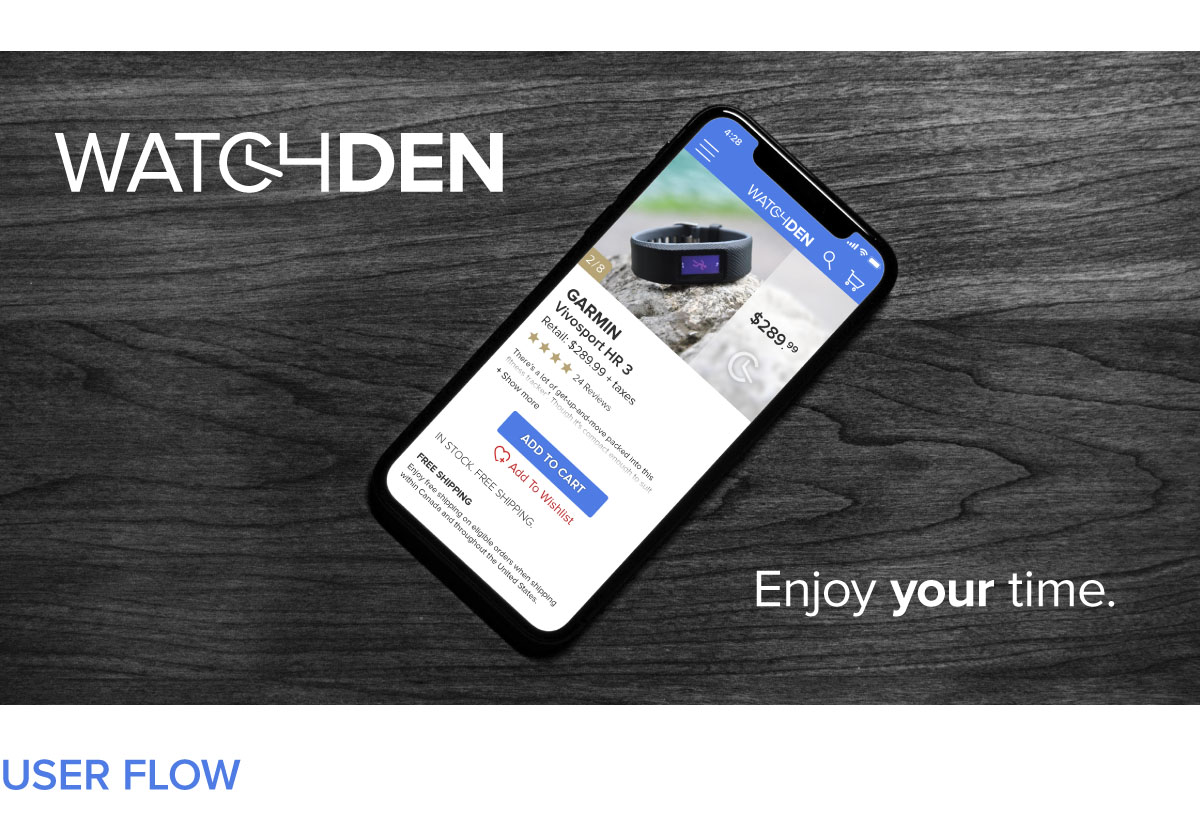 WATCHDEN
4:28
WATCHDEN
2/8
$289.99
GARMIN
Vivosport HR 3
Retail: $289.99 + taxes
24 Reviews
There's a lot of get-up-and-move packed into this
fitness tracker¹. Though it's compact enough to suit
+ Show more
ADD TO CART
Add To Wishlist
IN STOCK. FREE SHIPPING.
FREE SHIPPING
Enjoy free shipping on eligible orders when shipping
within Canada and throughout the United States.
Enjoy your time.
USER FLOW